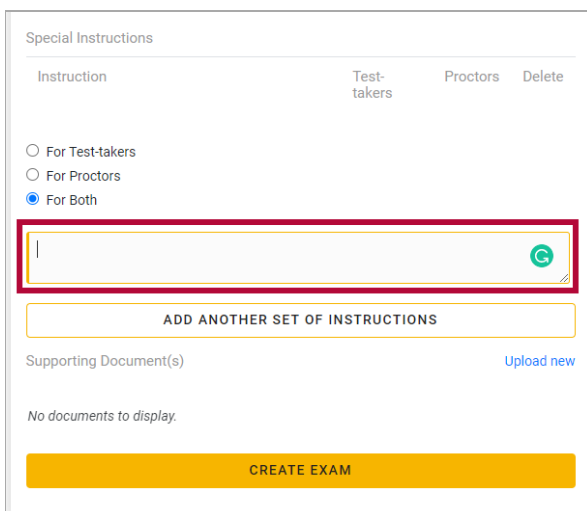 Special Instructions
Instruction Test-takers Proctors Delete
For Test-takers
For Proctors
For Both
ADD ANOTHER SET OF INSTRUCTIONS
Supporting Document(s) Upload new
No documents to display.
CREATE EXAM